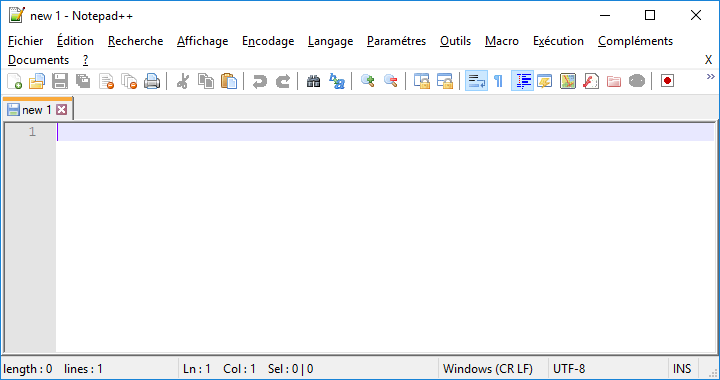 new 1 - Notepad++
Fichier Édition Recherche Affichage Encodage Langage Paramétres Outils Macro Exécution Compléments
Documents ? X
new 1
1
length : 0 lines : 1 Ln : 1 Col : 1 Sel : 0 | 0 Windows (CR LF) UTF-8 INS